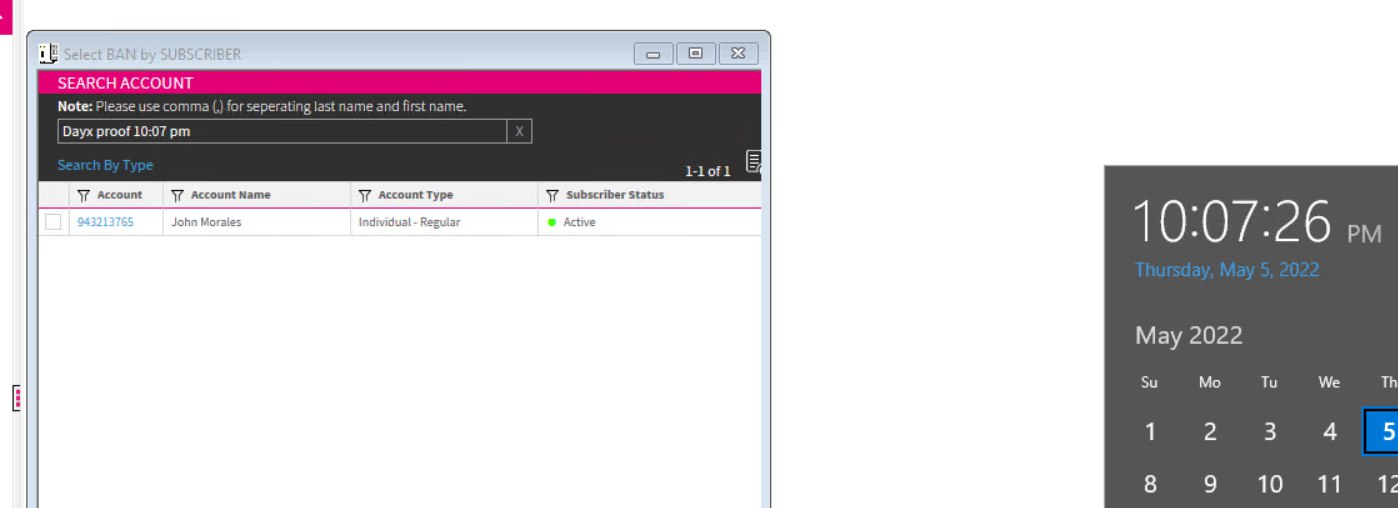 Select BAN by SUBSCRIBER
SEARCH ACCOUNT
Note: Please use comma (,) for seperating last name and first name.
Dayx proof 10:07 pm X
Search By Type
1-1 of 1
Account Account Name Account Type Subscriber Status
943213765 John Morales Individual - Regular Active
10:07:26 PM
Thursday, May 5, 2022
May 2022
Su Mo Tu We Th
1 2 3 4 5
8 9 10 11 12